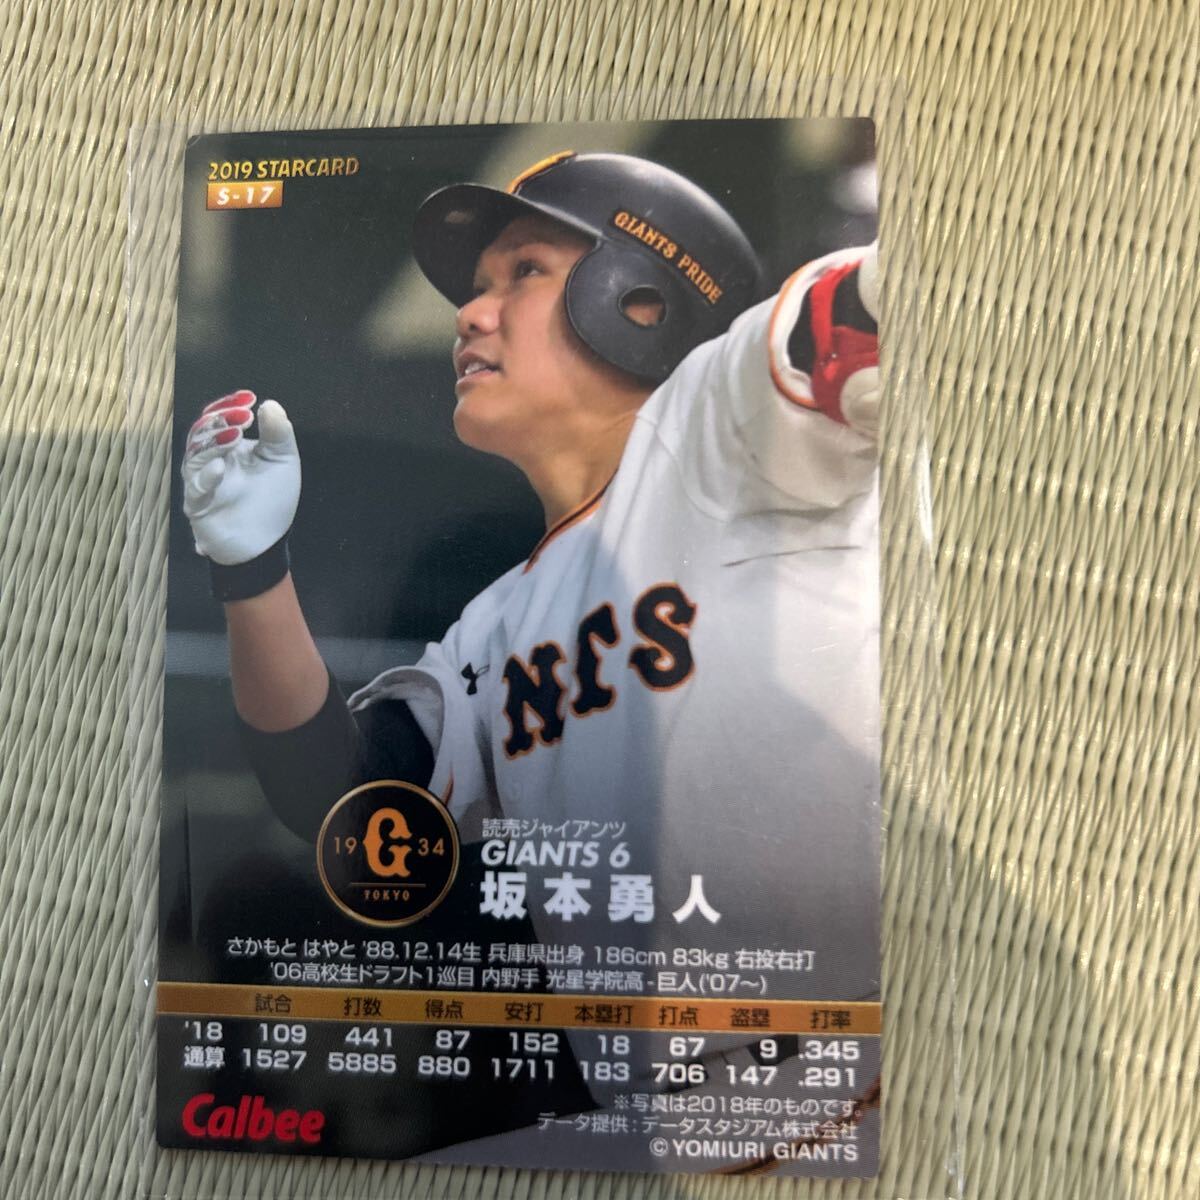 2019 STARCARD
S-17
GIANTS PRIDE
NTS
19 G 34
TOKYO
読売ジャイアンツ
GIANTS 6
坂本勇人
さかもと はやと '88.12.14生 兵庫県出身 186cm 83kg 右投右打
'06高校生ドラフト1巡目 内野手 光星学院高-巨人('07〜)
試合 打数 得点 安打 本塁打 打点 盗塁 打率
'18 109 441 87 152 18 67 9 .345
通算 1527 5885 880 1711 183 706 147 .291
※写真は2018年のものです。
データ提供：データスタジアム株式会社
Calbee
© YOMIURI GIANTS